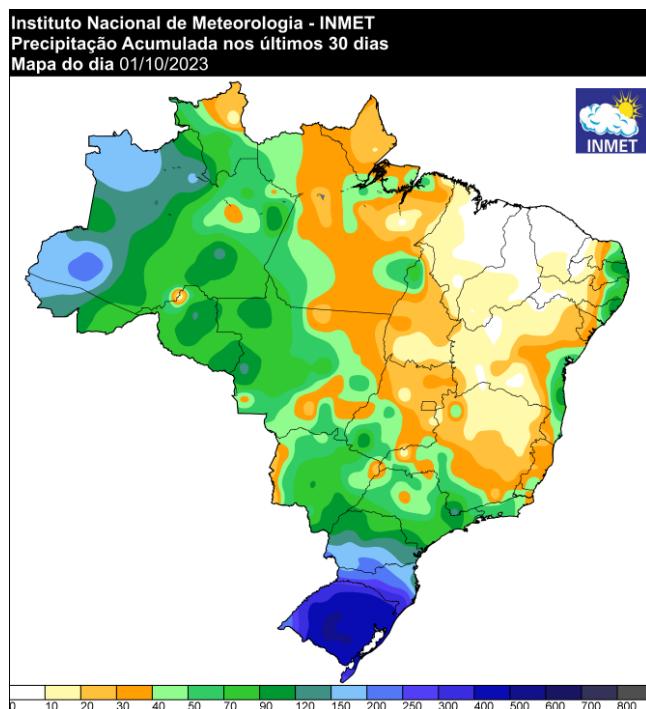 Instituto Nacional de Meteorologia - INMET
Precipitação Acumulada nos últimos 30 dias
Mapa do dia 01/10/2023
INMET
0 10 20 30 40 50 70 90 120 150 200 250 300 400 500 600 700 800